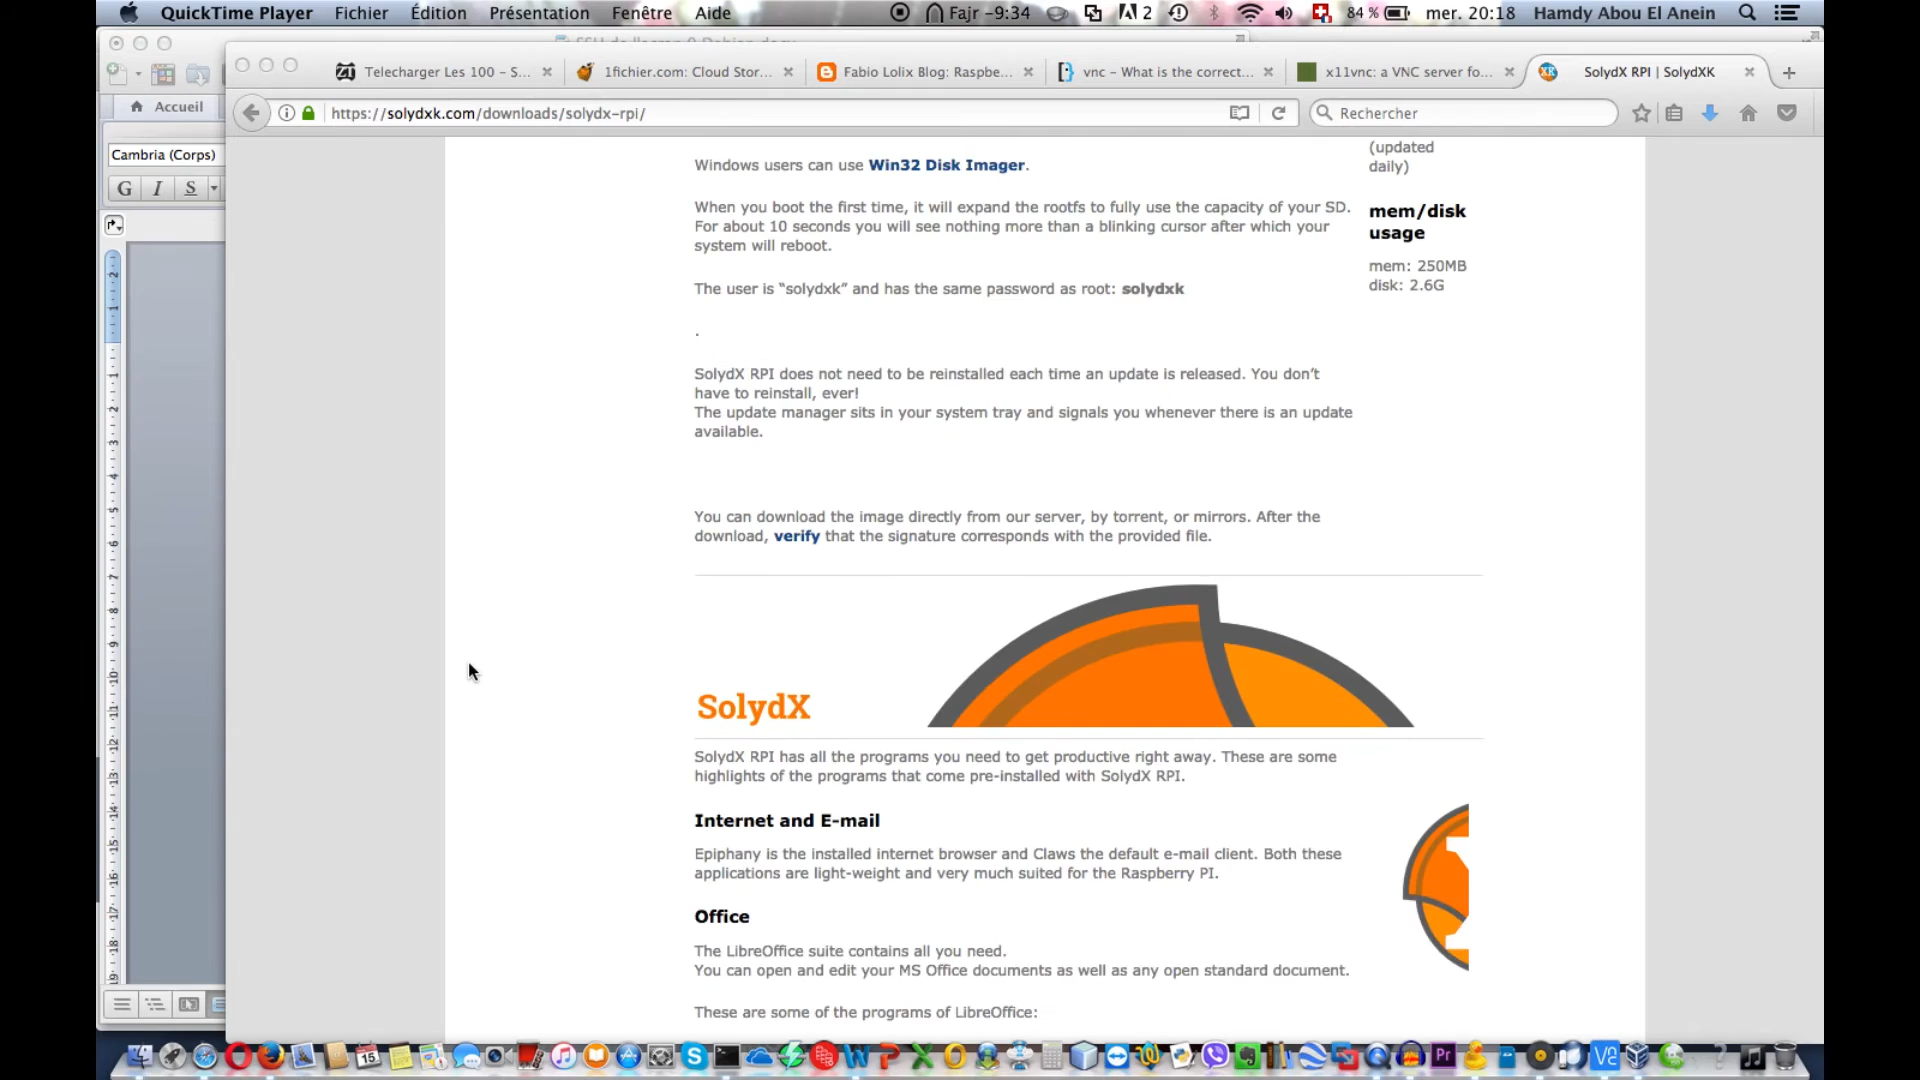 QuickTime Player Fichier Édition Présentation Fenêtre Aide Fajr -9:34 2 84 % mer. 20:18 Hamdy Abou El Anein
Telecharger Les 100 - S... 1fichier.com: Cloud Stor... Fabio Lolix Blog: Raspbe... vnc - What is the correct... x11vnc: a VNC server fo... SolydX RPI | SolydXK
Accueil
https://solydxk.com/downloads/solydx-rpi/ Rechercher
Cambria (Corps)
G I S
Windows users can use Win32 Disk Imager.
When you boot the first time, it will expand the rootfs to fully use the capacity of your SD.
For about 10 seconds you will see nothing more than a blinking cursor after which your
system will reboot.
The user is “solydxk” and has the same password as root: solydxk
.
SolydX RPI does not need to be reinstalled each time an update is released. You don’t
have to reinstall, ever!
The update manager sits in your system tray and signals you whenever there is an update
available.
You can download the image directly from our server, by torrent, or mirrors. After the
download, verify that the signature corresponds with the provided file.
(updated
daily)
mem/disk
usage
mem: 250MB
disk: 2.6G
SolydX
SolydX RPI has all the programs you need to get productive right away. These are some
highlights of the programs that come pre-installed with SolydX RPI.
Internet and E-mail
Epiphany is the installed internet browser and Claws the default e-mail client. Both these
applications are light-weight and very much suited for the Raspberry PI.
Office
The LibreOffice suite contains all you need.
You can open and edit your MS Office documents as well as any open standard document.
These are some of the programs of LibreOffice: